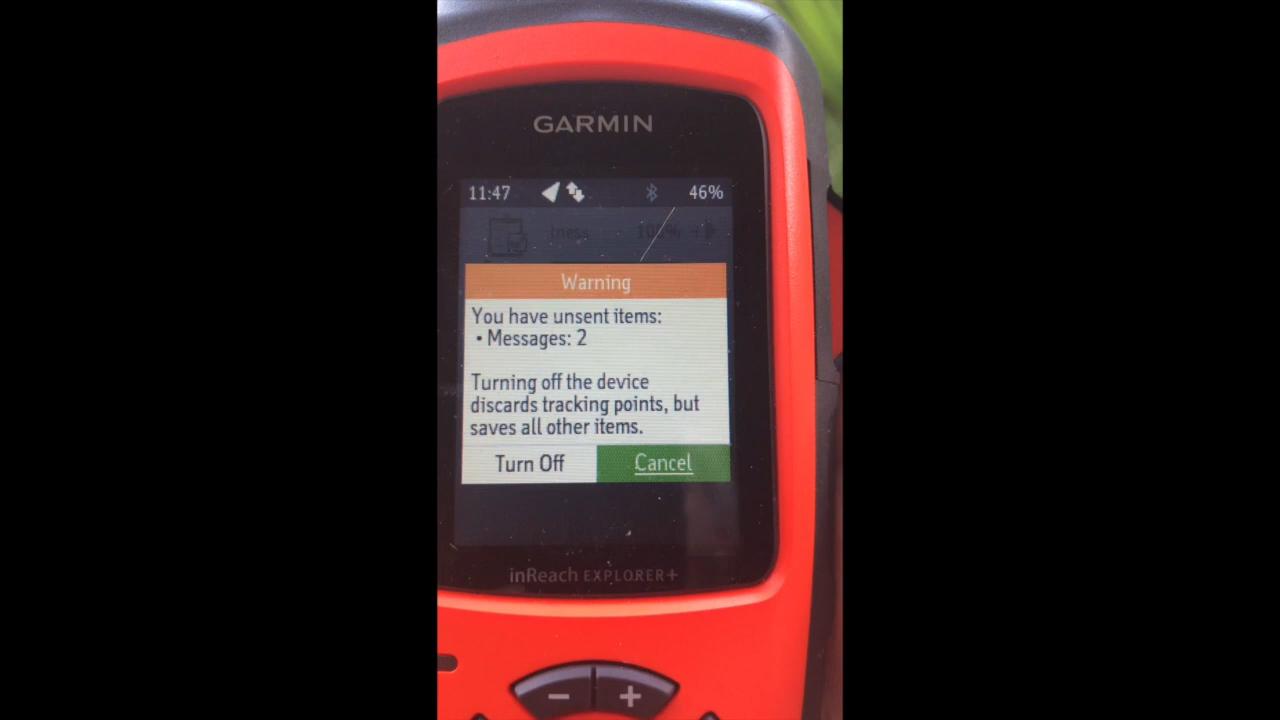 GARMIN
11:47 46%
100%
Warning
You have unsent items:
• Messages: 2
Turning off the device
discards tracking points, but
saves all other items.
Turn Off Cancel
inReach EXPLORER+
− +